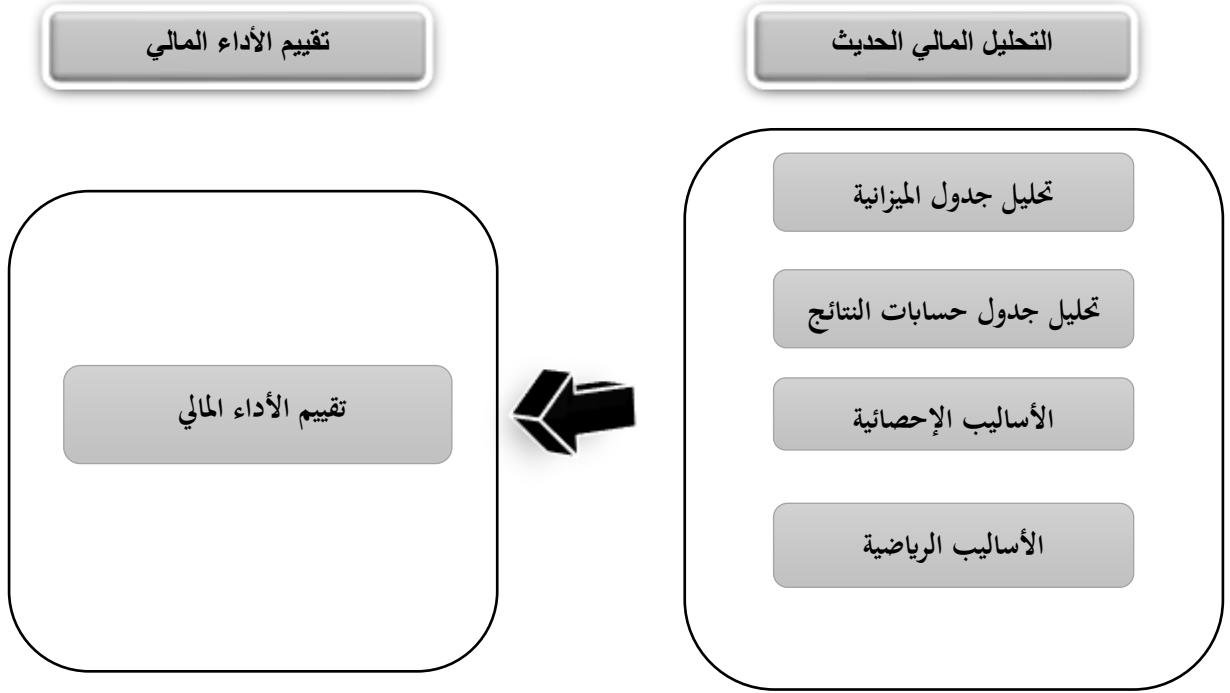 التحليل المالي الحديث
تقييم الأداء المالي
تحليل جدول الميزانية
تحليل جدول حسابات النتائج
الأساليب الإحصائية
الأساليب الرياضية
تقييم الأداء المالي